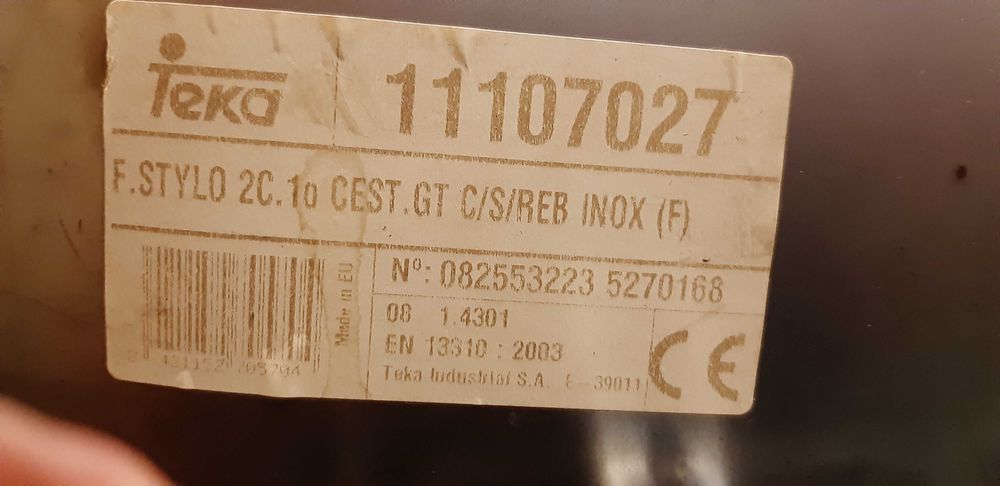 Teka
11107027
F.STYLO 2C.1o CEST.GT C/S/REB INOX (F)
Made in EU
Nº: 082553223 5270168
08 1.4301
EN 13310 : 2003
Teka Industrial S.A. E-39011
CE